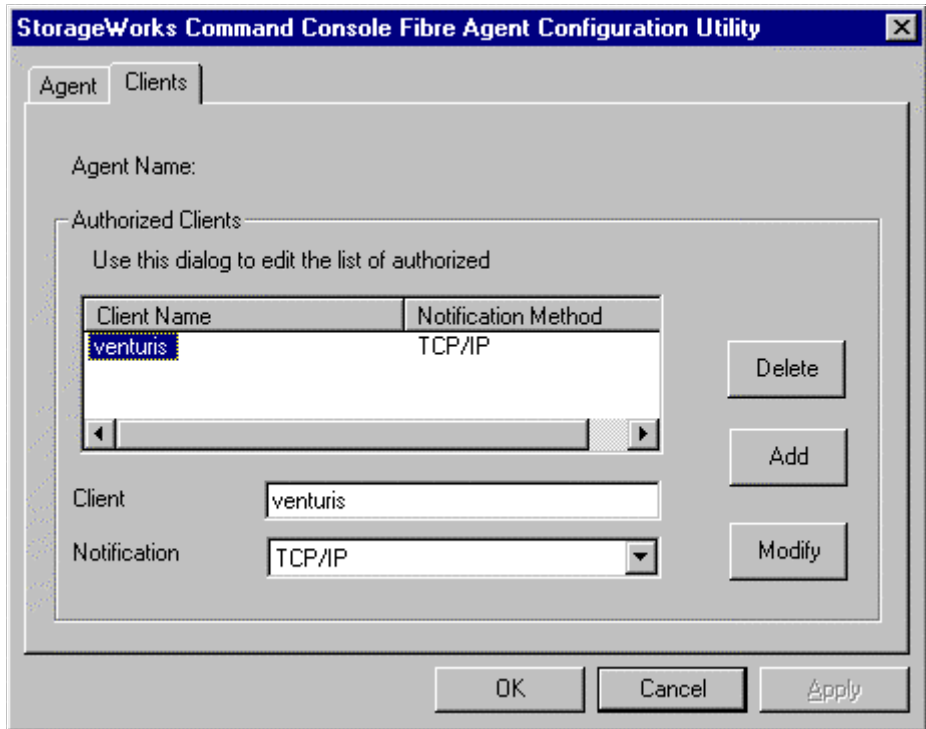 StorageWorks Command Console Fibre Agent Configuration Utility
Agent Clients
Agent Name:
Authorized Clients
Use this dialog to edit the list of authorized
Client Name Notification Method
venturis TCP/IP
Delete
Add
Client venturis
Notification TCP/IP
Modify
OK Cancel Apply